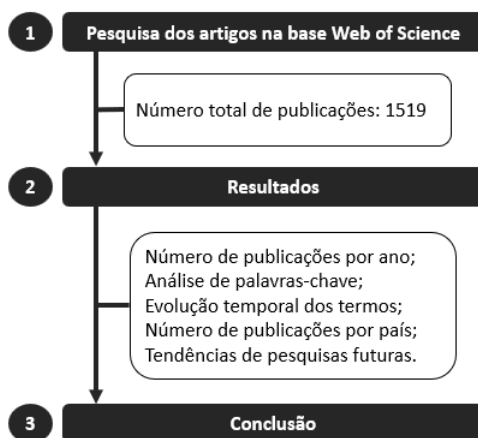 1
Pesquisa dos artigos na base Web of Science
Número total de publicações: 1519
2
Resultados
Número de publicações por ano;
Análise de palavras-chave;
Evolução temporal dos termos;
Número de publicações por país;
Tendências de pesquisas futuras.
3
Conclusão